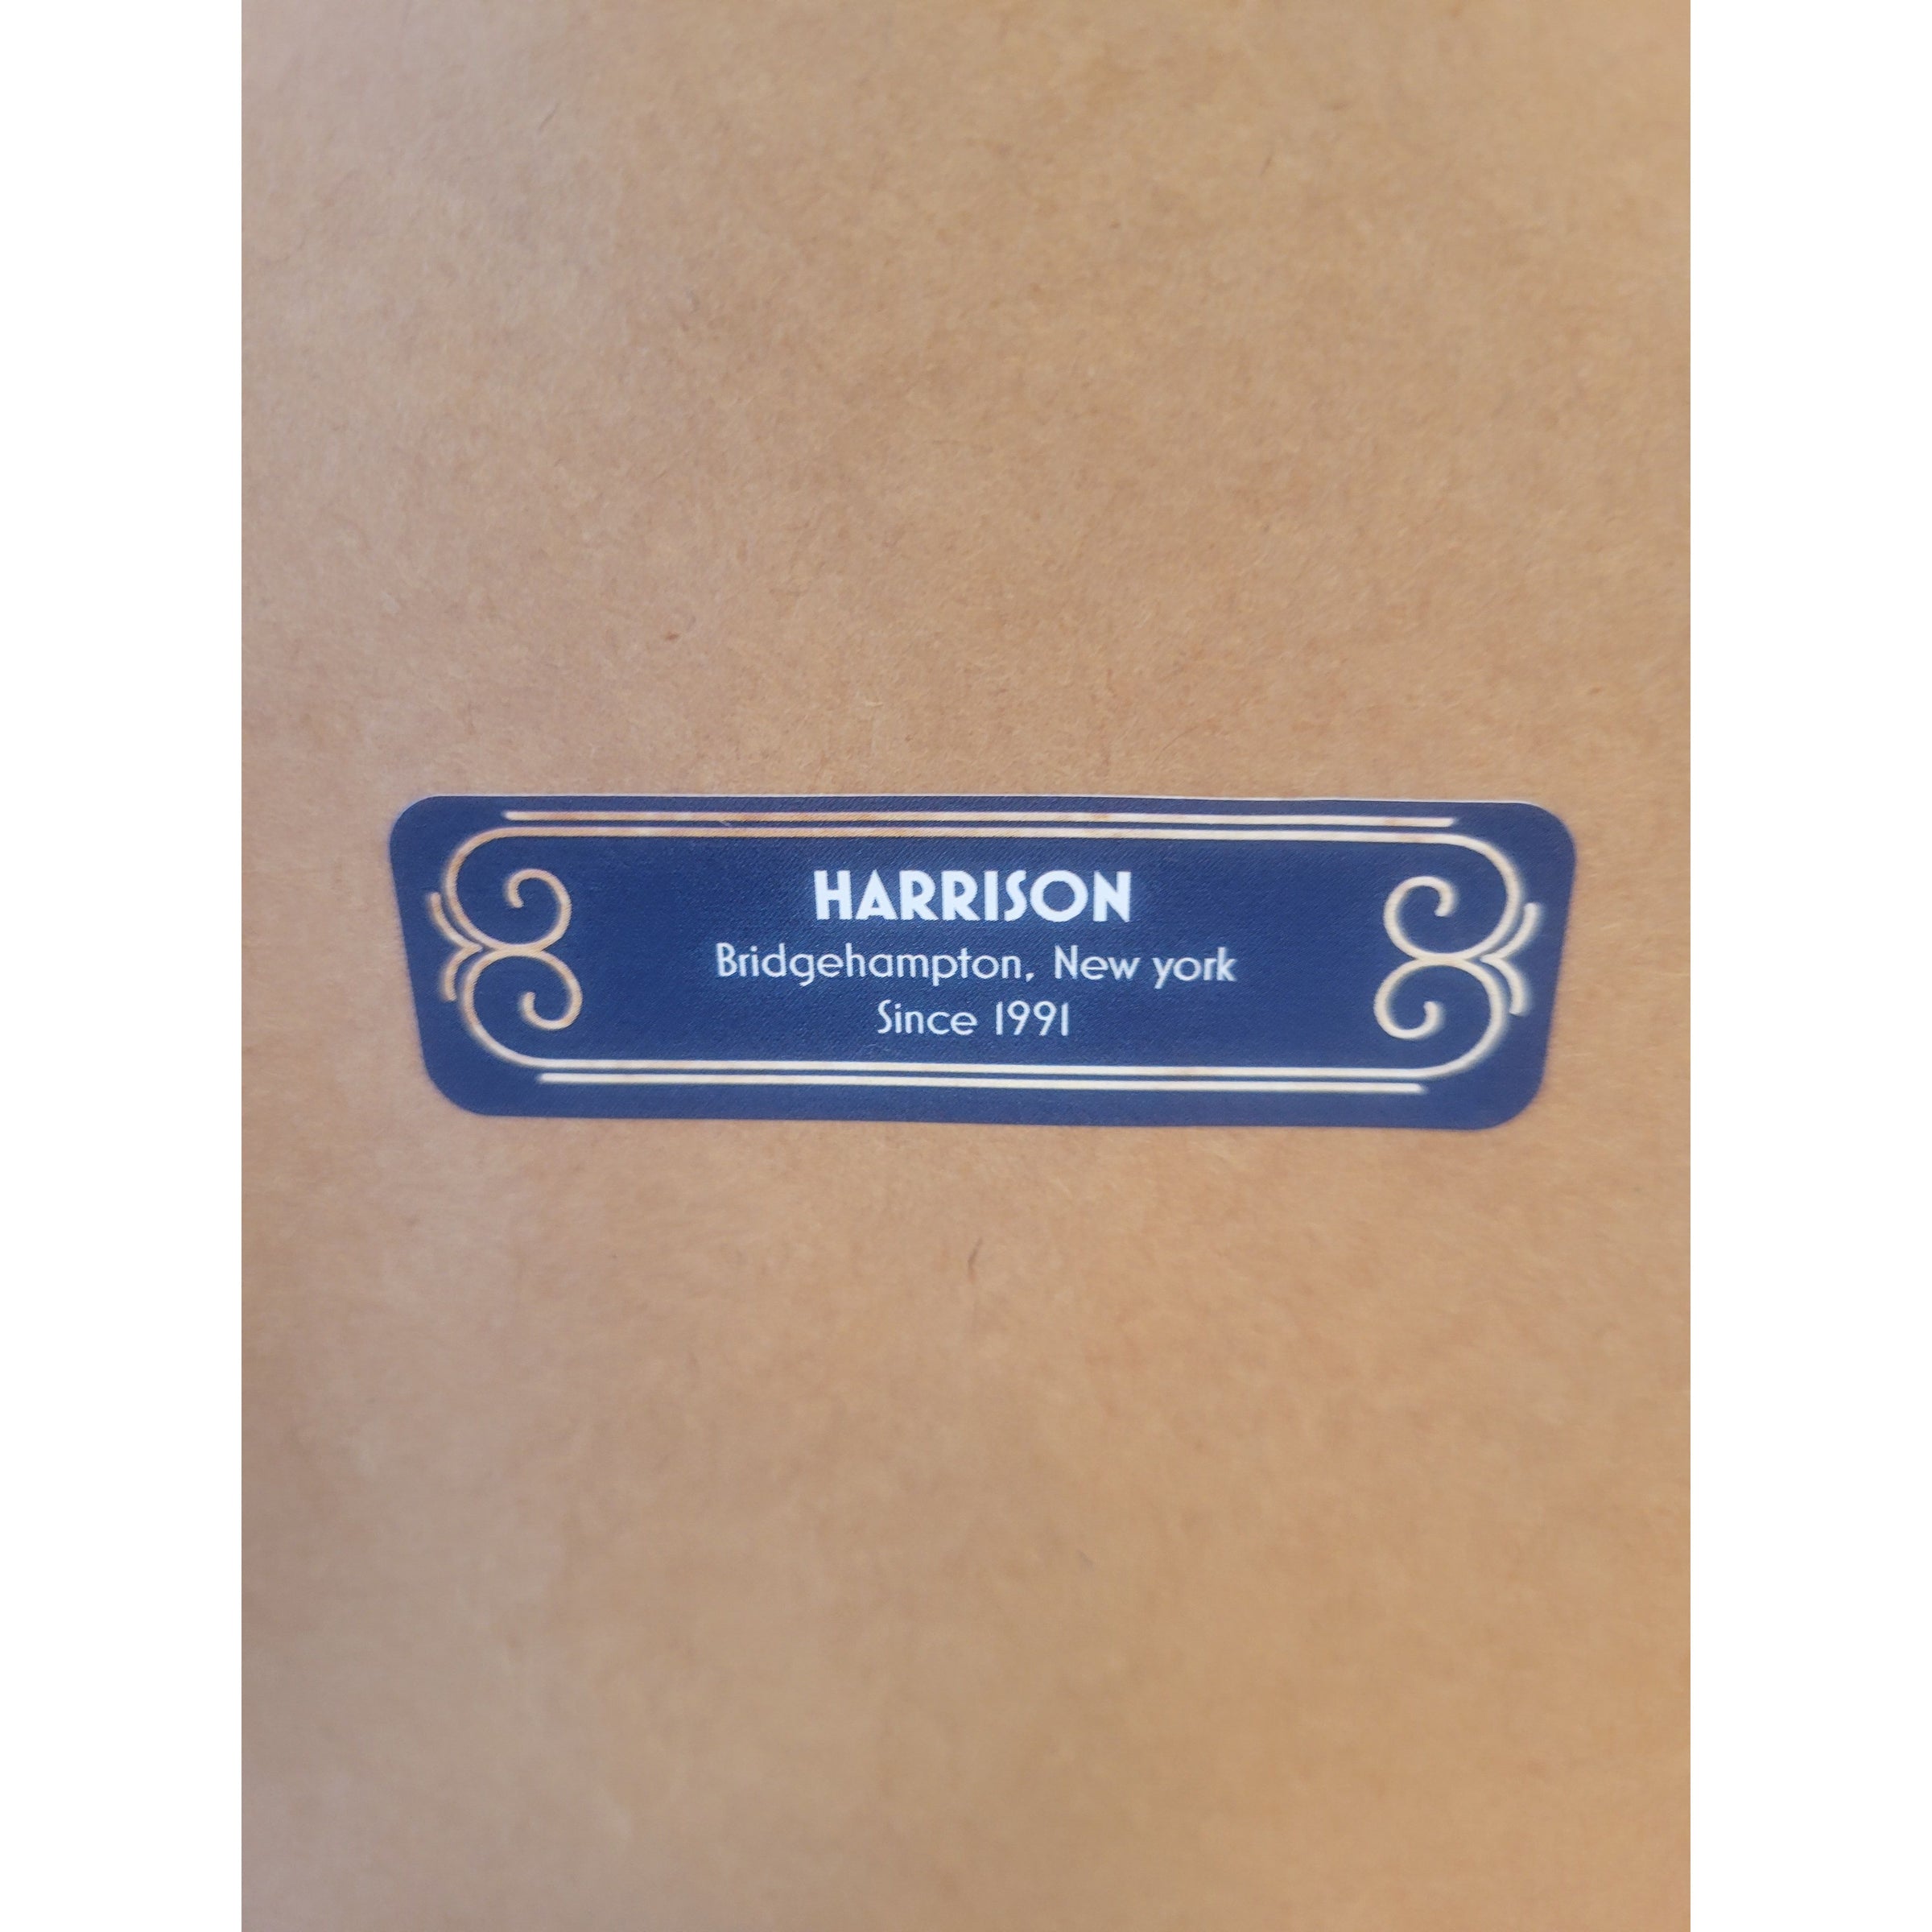 HARRISON
Bridgehampton, New york
Since 1991